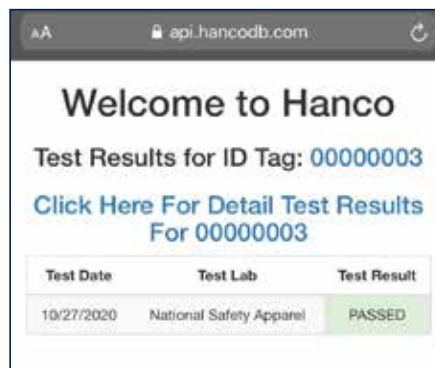 AA api.hancodb.com
Welcome to Hanco
Test Results for ID Tag: 00000003
Click Here For Detail Test Results
For 00000003
Test Date Test Lab Test Result
10/27/2020 National Safety Apparel PASSED